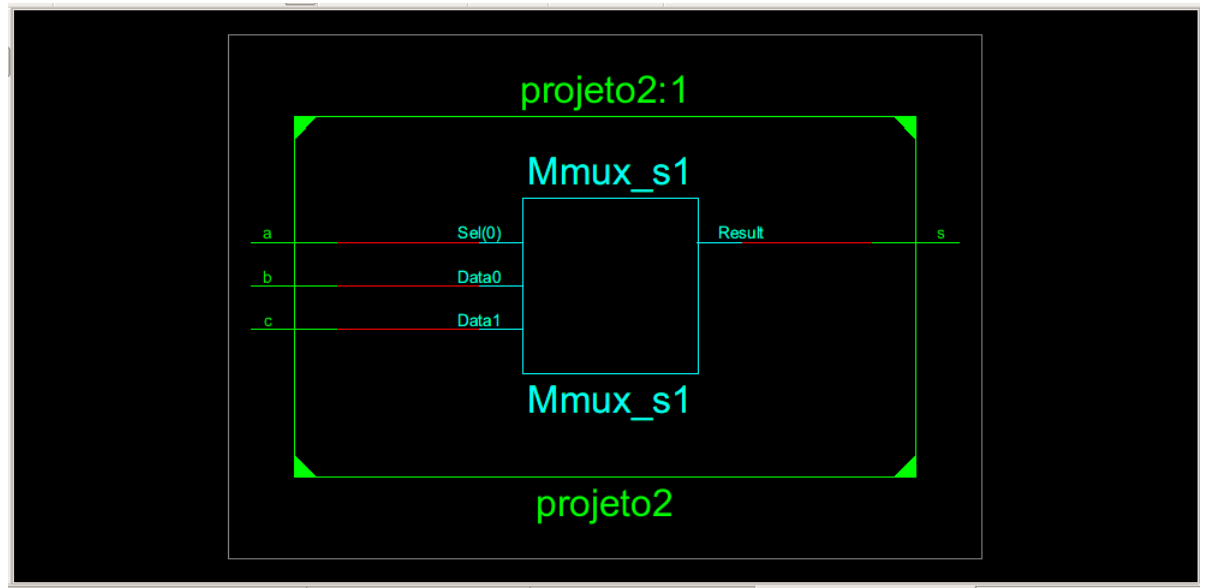 projeto2:1
Mmux_s1
a Sel(0) Result s
b Data0
c Data1
Mmux_s1
projeto2